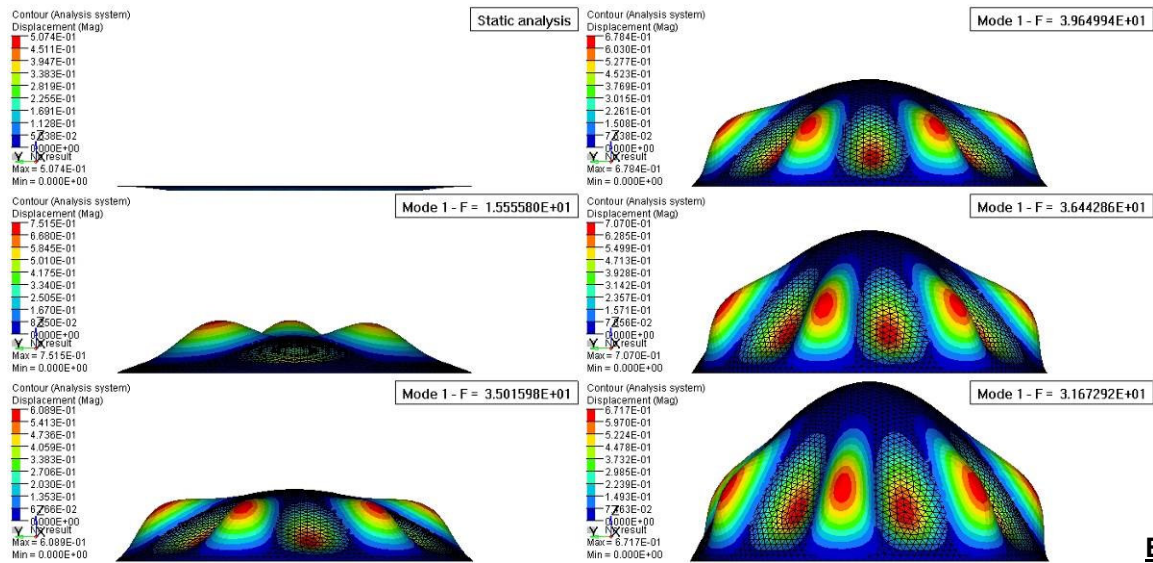 Contour (Analysis system)
Displacement (Mag)
Static analysis
5.074E-01
4.511E-01
3.947E-01
3.383E-01
2.819E-01
2.255E-01
1.691E-01
1.128E-01
0.000E+00
Max = 5.074E-01
Min = 0.000E+00
Contour (Analysis system)
Displacement (Mag)
Mode 1 - F = 1.555580E+01
7.515E-01
6.680E-01
5.845E-01
5.010E-01
4.175E-01
3.340E-01
2.505E-01
1.670E-01
0.000E+00
Max = 7.515E-01
Min = 0.000E+00
Contour (Analysis system)
Displacement (Mag)
Mode 1 - F = 3.501598E+01
6.089E-01
5.413E-01
4.736E-01
4.059E-01
3.383E-01
2.706E-01
2.030E-01
1.353E-01
0.000E+00
Max = 6.089E-01
Min = 0.000E+00
Contour (Analysis system)
Displacement (Mag)
Mode 1 - F = 3.964994E+01
6.784E-01
6.030E-01
5.277E-01
4.523E-01
3.769E-01
3.015E-01
2.261E-01
1.508E-01
0.000E+00
Max = 6.784E-01
Min = 0.000E+00
Contour (Analysis system)
Displacement (Mag)
Mode 1 - F = 3.644286E+01
7.070E-01
6.285E-01
5.499E-01
4.713E-01
3.928E-01
3.142E-01
2.357E-01
1.571E-01
0.000E+00
Max = 7.070E-01
Min = 0.000E+00
Contour (Analysis system)
Displacement (Mag)
Mode 1 - F = 3.167292E+01
6.717E-01
5.970E-01
5.224E-01
4.478E-01
3.732E-01
2.985E-01
2.239E-01
1.493E-01
0.000E+00
Max = 6.717E-01
Min = 0.000E+00